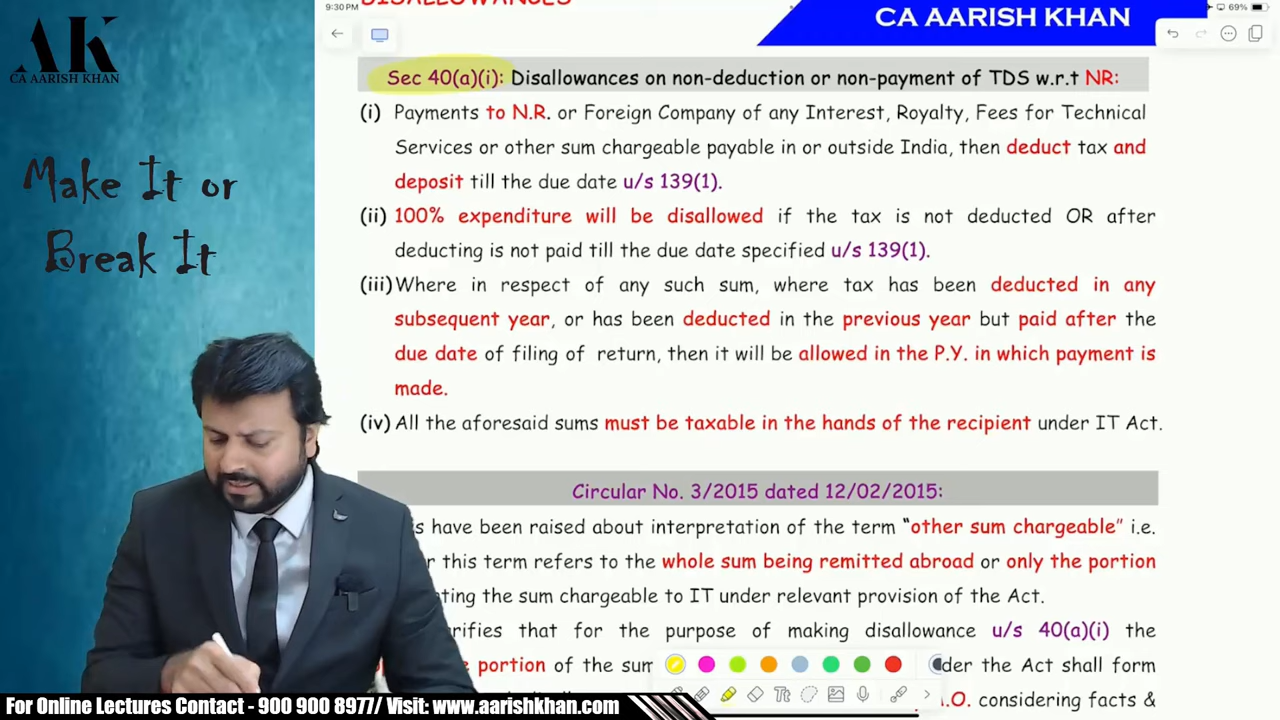 9:30 PM
69%
DISALLOWANCES
AK
CA AARISH KHAN
CA AARISH KHAN
Make It or
Break It
Sec 40(a)(i): Disallowances on non-deduction or non-payment of TDS w.r.t NR:
(i) Payments to N.R. or Foreign Company of any Interest, Royalty, Fees for Technical
Services or other sum chargeable payable in or outside India, then deduct tax and
deposit till the due date u/s 139(1).
(ii) 100% expenditure will be disallowed if the tax is not deducted OR after
deducting is not paid till the due date specified u/s 139(1).
(iii) Where in respect of any such sum, where tax has been deducted in any
subsequent year, or has been deducted in the previous year but paid after the
due date of filing of return, then it will be allowed in the P.Y. in which payment is
made.
(iv) All the aforesaid sums must be taxable in the hands of the recipient under IT Act.
Circular No. 3/2015 dated 12/02/2015:
have been raised about interpretation of the term “other sum chargeable” i.e.
this term refers to the whole sum being remitted abroad or only the portion
the sum chargeable to IT under relevant provision of the Act.
that for the purpose of making disallowance u/s 40(a)(i) the
portion of the sum the Act shall form
Tt
A.O. considering facts &
For Online Lectures Contact - 900 900 8977/ Visit: www.aarishkhan.com